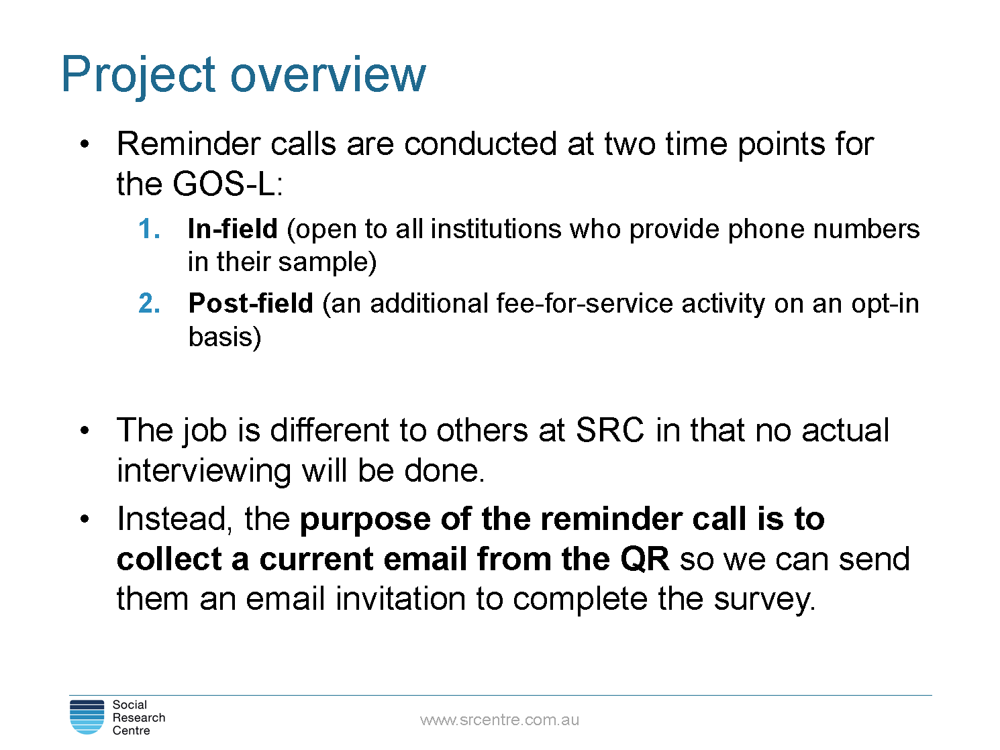 Project overview
• Reminder calls are conducted at two time points for
the GOS-L:
1. In-field (open to all institutions who provide phone numbers
in their sample)
2. Post-field (an additional fee-for-service activity on an opt-in
basis)
• The job is different to others at SRC in that no actual
interviewing will be done.
• Instead, the purpose of the reminder call is to
collect a current email from the QR so we can send
them an email invitation to complete the survey.
Social
Research
Centre
www.srcentre.com.au